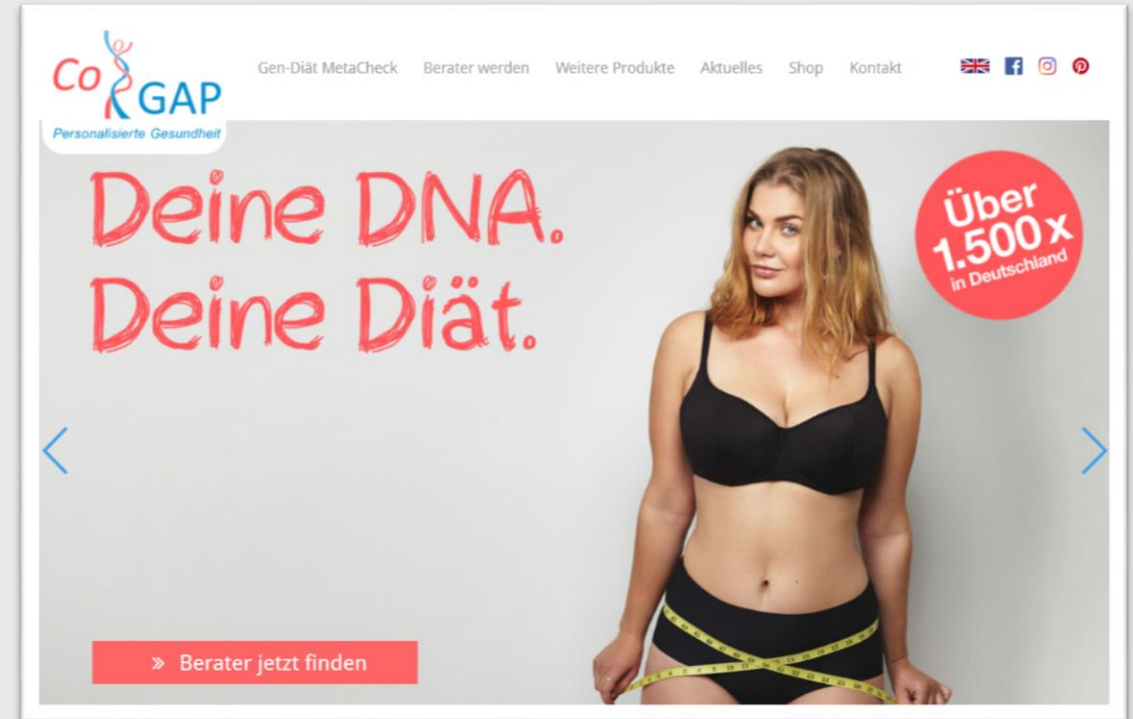 Co GAP
Personalisierte Gesundheit
Gen-Diät MetaCheck Berater werden Weitere Produkte Aktuelles Shop Kontakt
Deine DNA.
Deine Diät.
Über
1.500 x
in Deutschland
» Berater jetzt finden